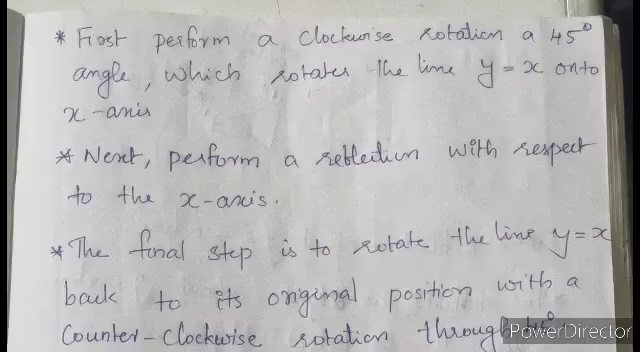 * First perform a clockwise rotation a 45°
angle, which rotates the line y = x onto
x-axis
* Next, perform a reflection with respect
to the x-axis.
* The final step is to rotate the line y = x
back to its original position with a
counter-clockwise rotation through
PowerDirector